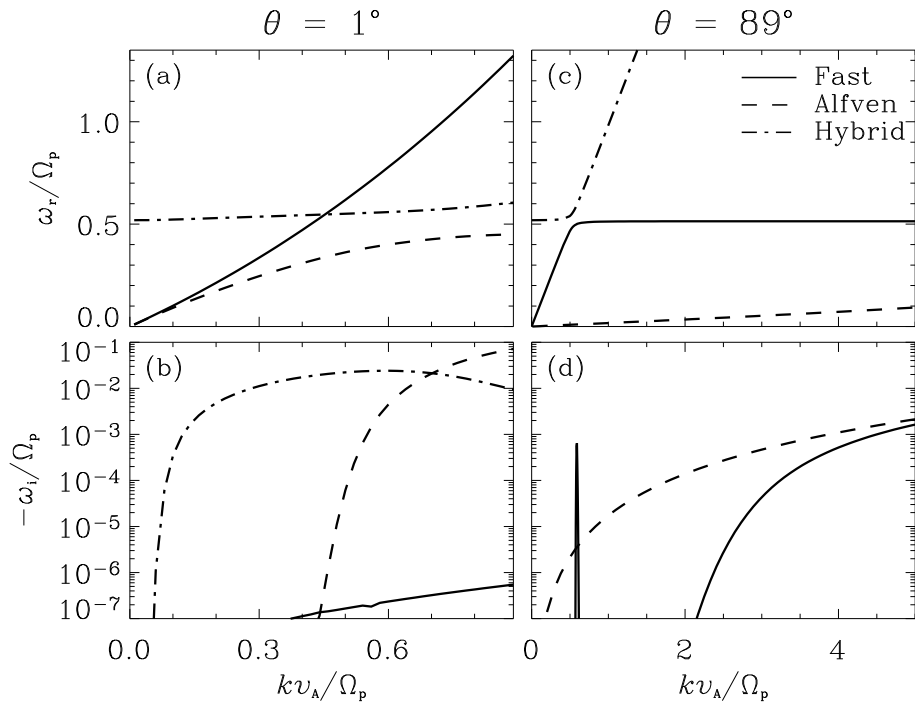 θ = 1°
θ = 89°
(a)
(c)
Fast
Alfven
Hybrid
1.0
0.5
0.0
ω_r/Ω_p
(b)
(d)
10⁻¹
10⁻²
10⁻³
10⁻⁴
10⁻⁵
10⁻⁶
10⁻⁷
−ω_i/Ω_p
0.0 0.3 0.6
0 2 4
kv_A/Ω_p
kv_A/Ω_p